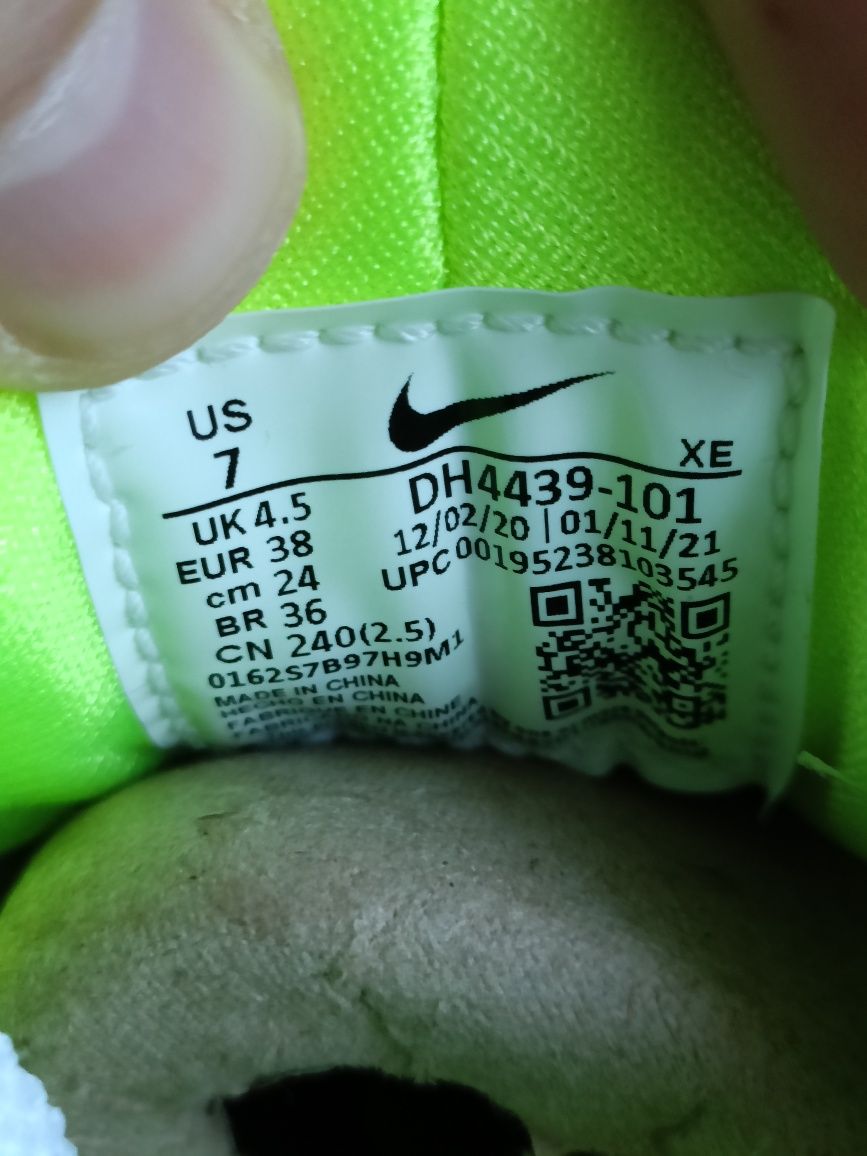 US
7
XE
UK 4.5
EUR 38
cm 24
BR 36
CN 240(2.5)
0162S7B97H9M1
MADE IN CHINA
HECHO EN CHINA
FABRIQUÉ EN CHINE
DH4439-101
12/02/20 | 01/11/21
UPC 00195238103545